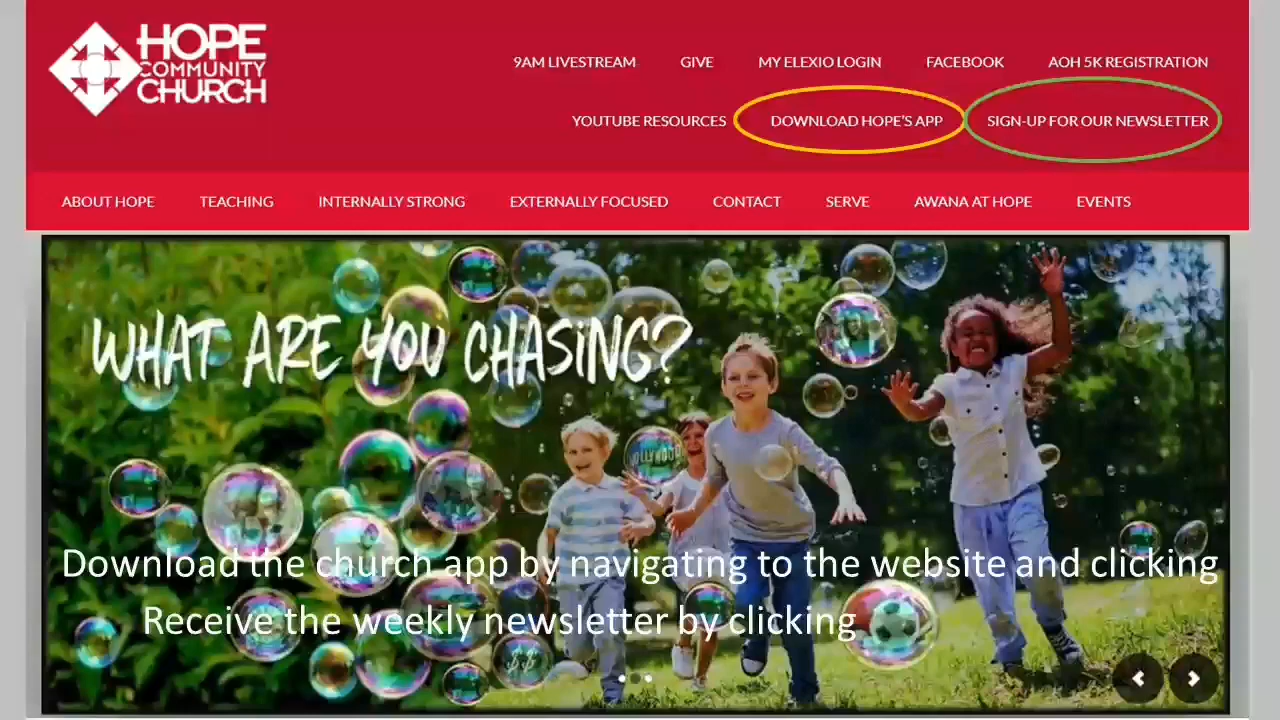 HOPE
COMMUNITY
CHURCH
9AM LIVESTREAM GIVE MY ELEXIO LOGIN FACEBOOK AOH 5K REGISTRATION
YOUTUBE RESOURCES DOWNLOAD HOPE'S APP SIGN-UP FOR OUR NEWSLETTER
ABOUT HOPE TEACHING INTERNALLY STRONG EXTERNALLY FOCUSED CONTACT SERVE AWANA AT HOPE EVENTS
WHAT ARE YOU CHASING?
HOLLYWOOD
Download the church app by navigating to the website and clicking
Receive the weekly newsletter by clicking
$$